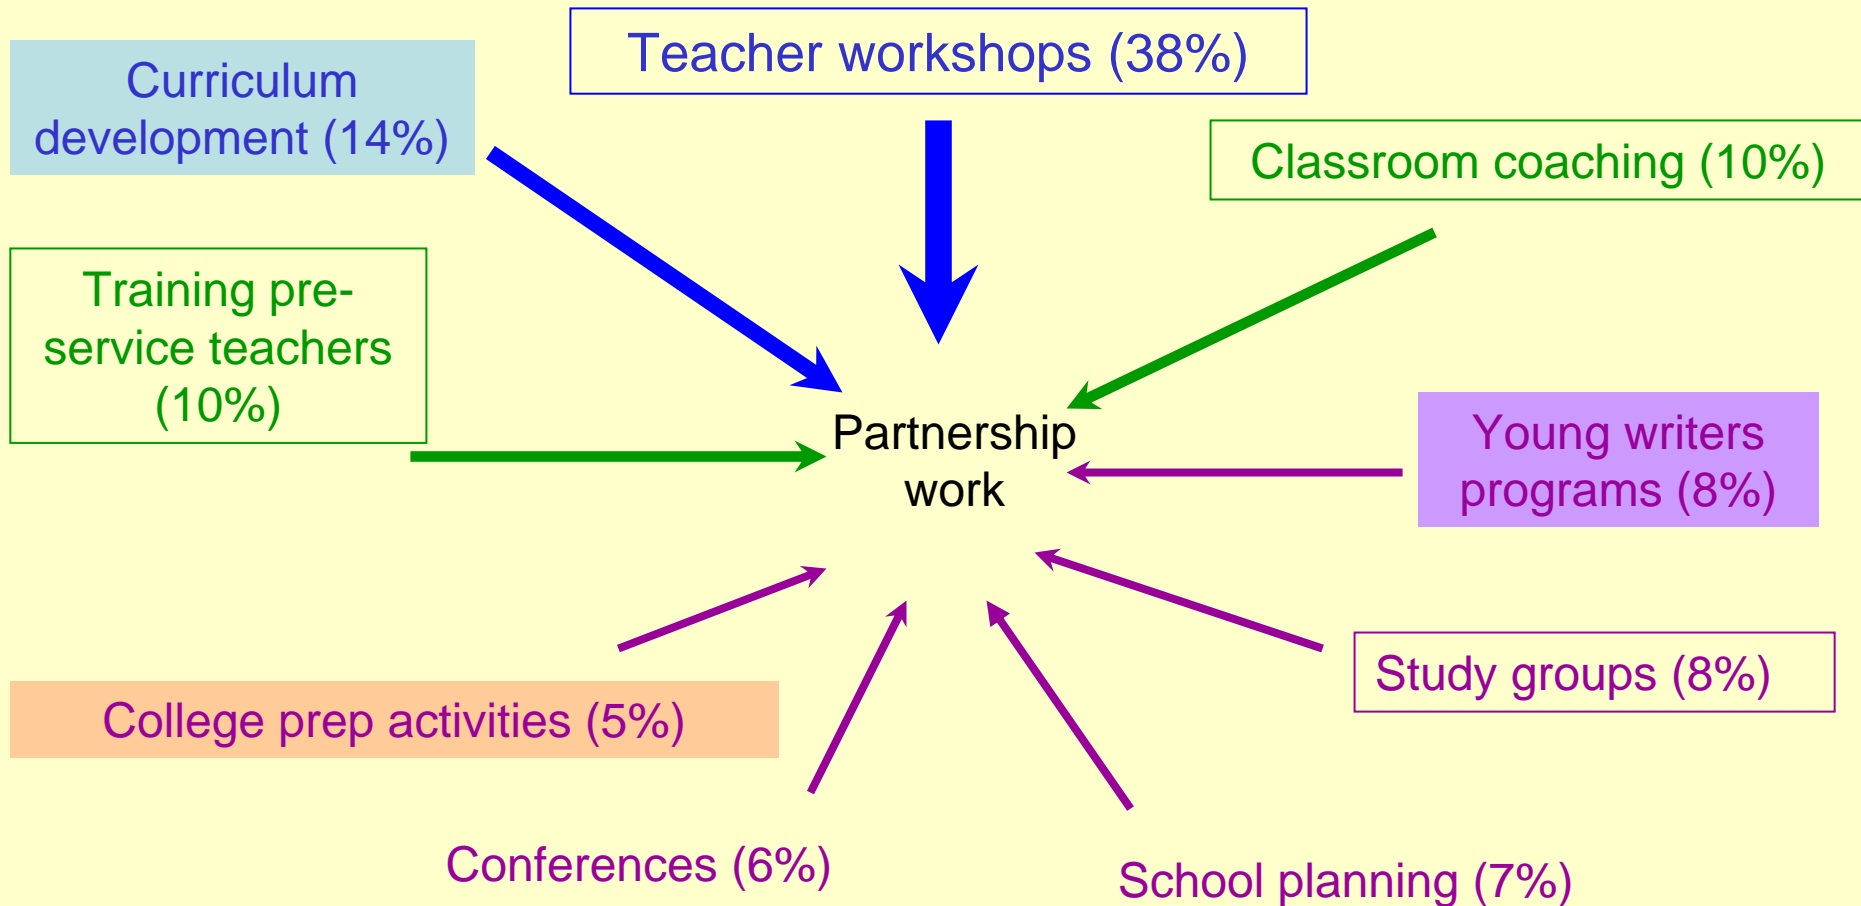 Teacher workshops (38%)
Curriculum
development (14%)
Classroom coaching (10%)
Training pre-
service teachers
(10%)
Partnership
work
Young writers
programs (8%)
Study groups (8%)
College prep activities (5%)
Conferences (6%)
School planning (7%)